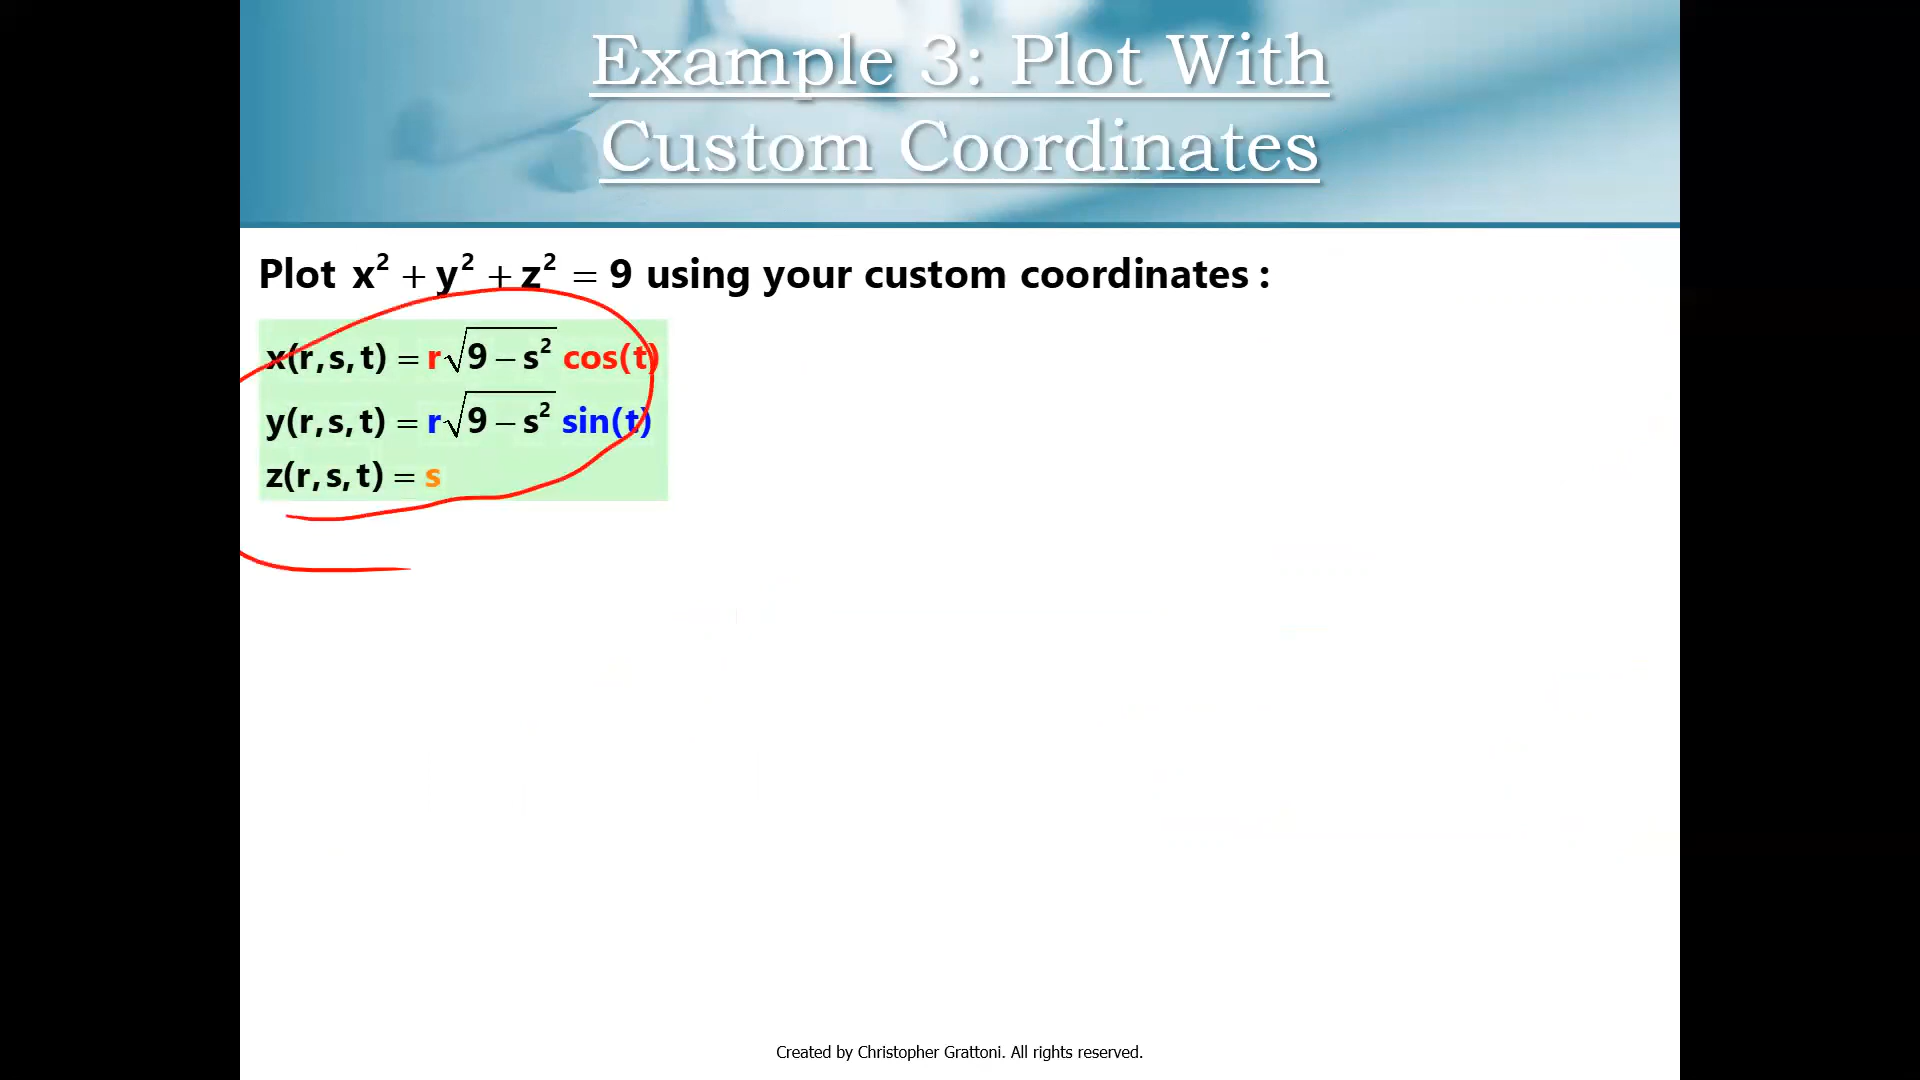 Example 3: Plot With
Custom Coordinates
Plot x² + y² + z² = 9 using your custom coordinates :
x(r,s,t) = r√(9 − s²) cos(t)
y(r,s,t) = r√(9 − s²) sin(t)
z(r,s,t) = s
Created by Christopher Grattoni. All rights reserved.